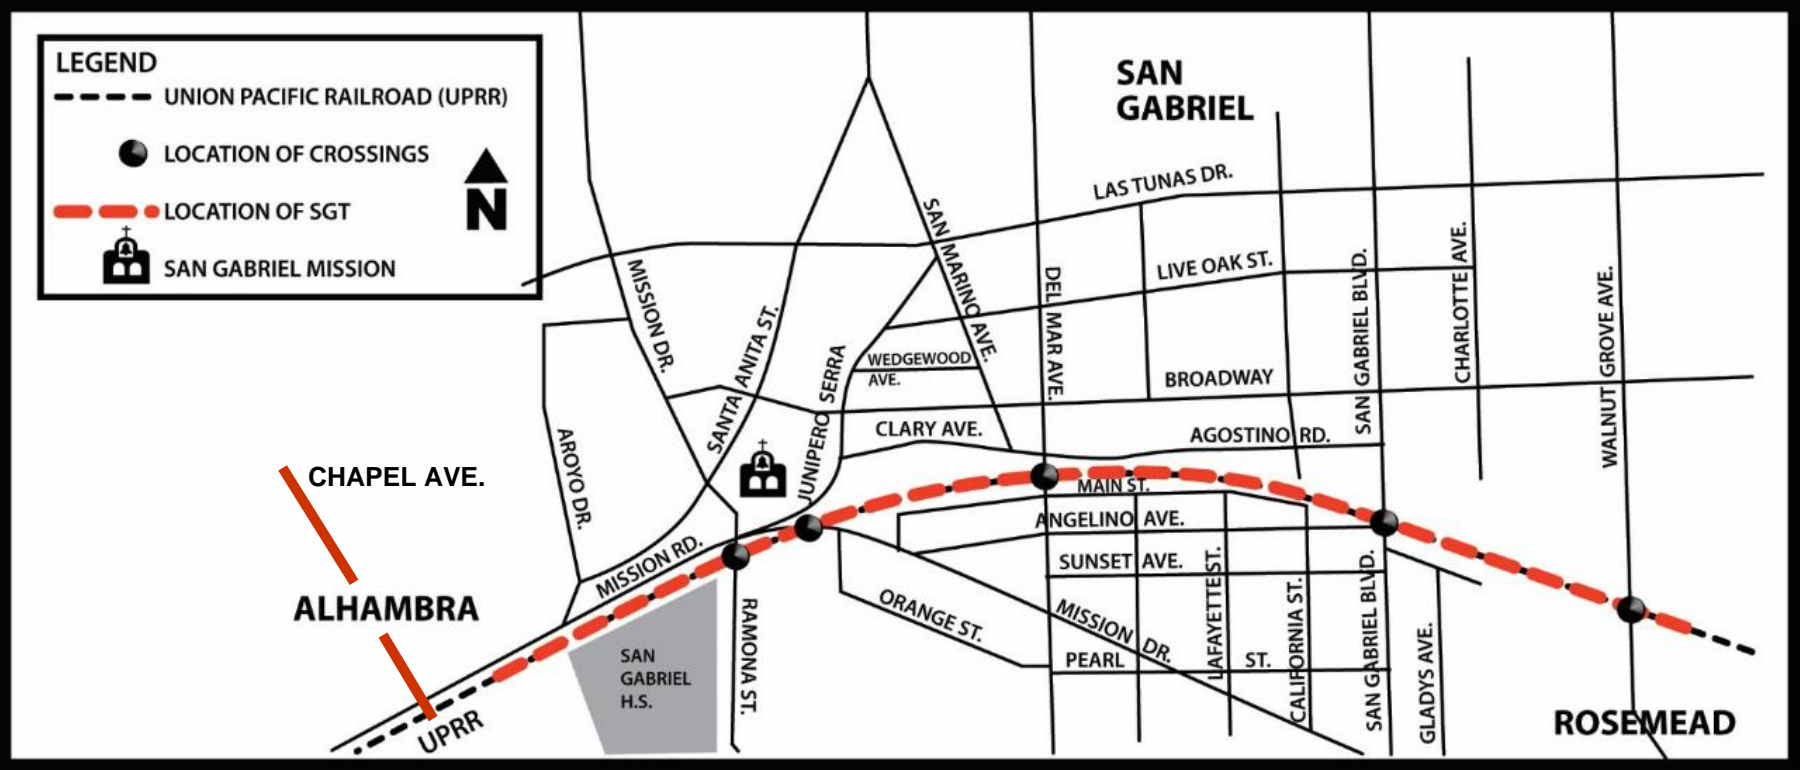 LEGEND
UNION PACIFIC RAILROAD (UPRR)
LOCATION OF CROSSINGS
LOCATION OF SGT
SAN GABRIEL MISSION
N
SAN
GABRIEL
LAS TUNAS DR.
LIVE OAK ST.
SAN MARINO AVE.
MISSION DR.
SANTA ANITA ST.
JUNIPERO SERRA
DEL MAR AVE.
WEDGEWOOD
AVE.
BROADWAY
SAN GABRIEL BLVD.
CHARLOTTE AVE.
WALNUT GROVE AVE.
CLARY AVE.
AGOSTINO RD.
AROYO DR.
CHAPEL AVE.
MAIN ST.
ANGELINO AVE.
SUNSET AVE.
MISSION RD.
ALHAMBRA
ORANGE ST.
MISSION DR.
LAFAYETTE ST.
CALIFORNIA ST.
SAN GABRIEL BLVD.
GLADYS AVE.
RAMONA ST.
PEARL ST.
SAN
GABRIEL
H.S.
UPRR
ROSEMEAD